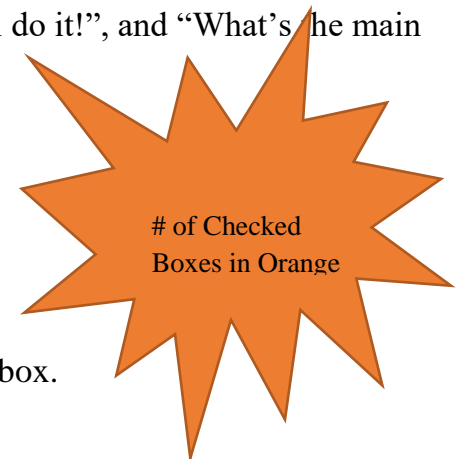 do it!”, and “What’s the main
# of Checked
Boxes in Orange
box.